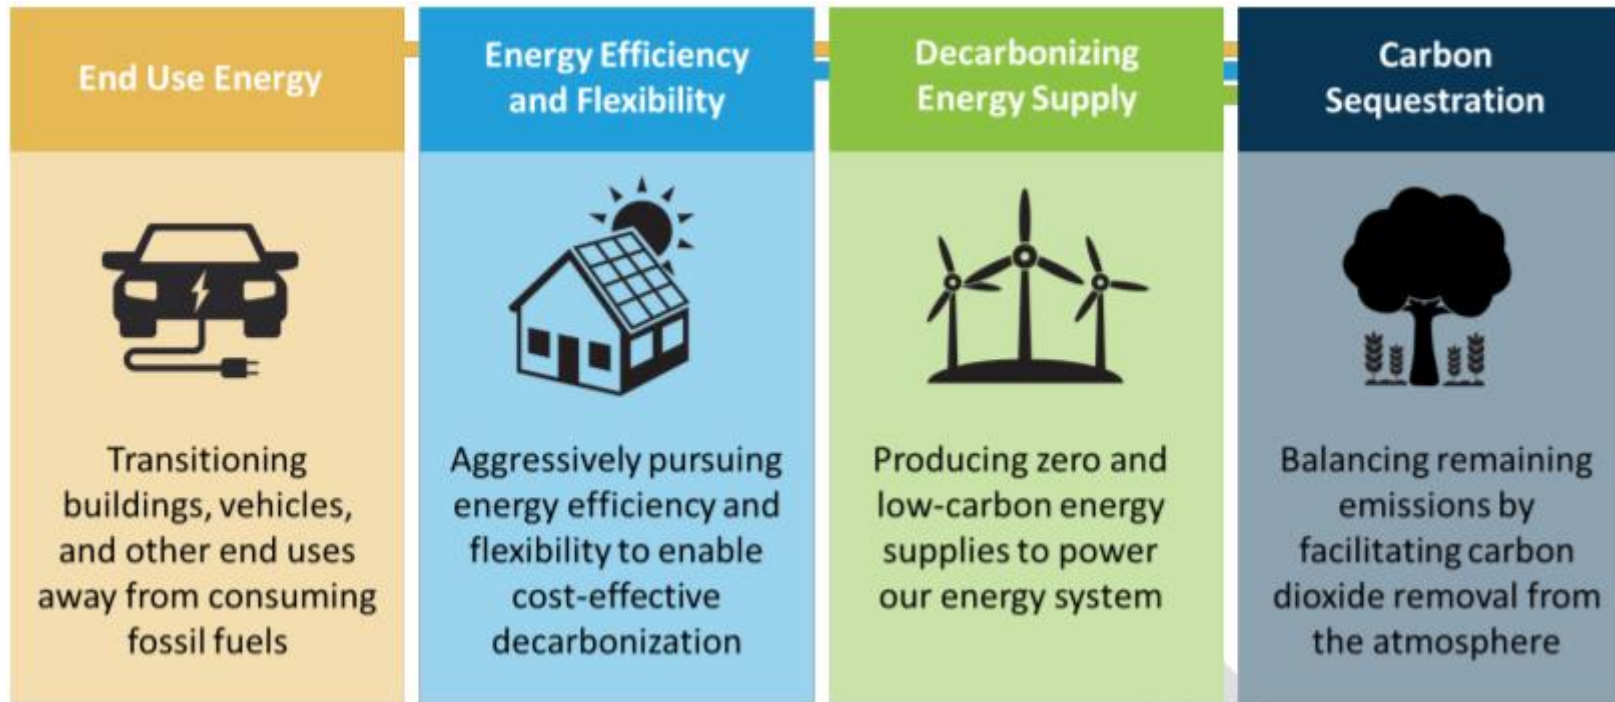 End Use Energy
Transitioning
buildings, vehicles,
and other end uses
away from consuming
fossil fuels
Energy Efficiency
and Flexibility
Aggressively pursuing
energy efficiency and
flexibility to enable
cost-effective
decarbonization
Decarbonizing
Energy Supply
Producing zero and
low-carbon energy
supplies to power
our energy system
Carbon
Sequestration
Balancing remaining
emissions by
facilitating carbon
dioxide removal from
the atmosphere